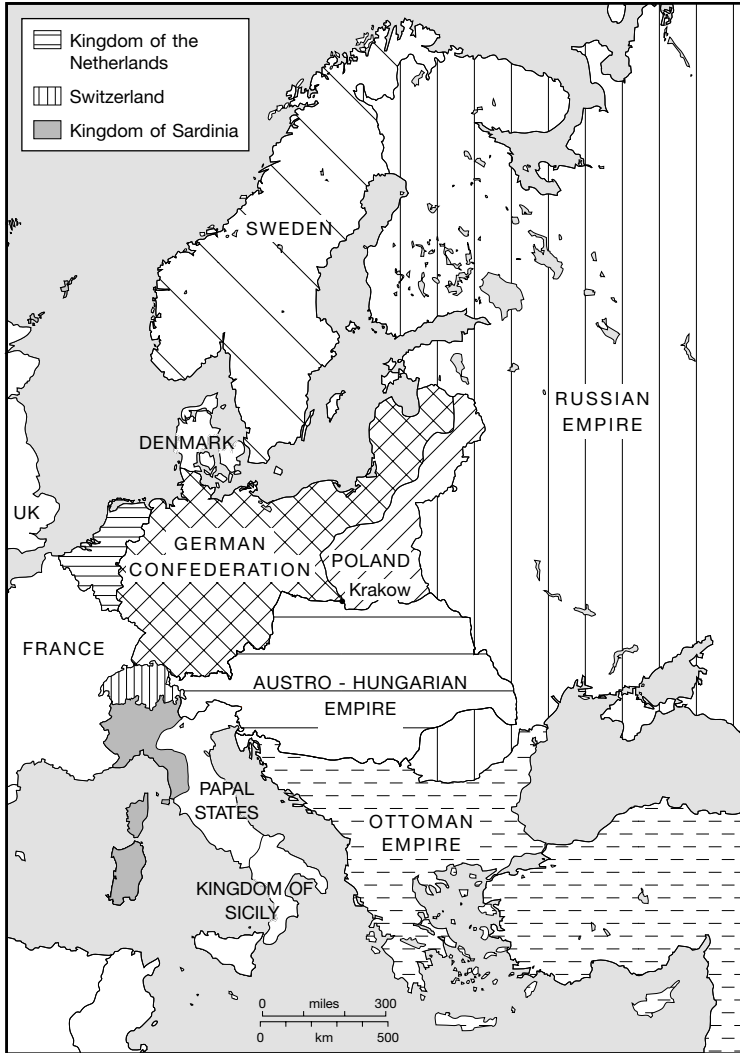 Kingdom of the
Netherlands
Switzerland
Kingdom of Sardinia
SWEDEN
RUSSIAN
EMPIRE
DENMARK
UK
GERMAN
CONFEDERATION
POLAND
Krakow
FRANCE
AUSTRO - HUNGARIAN
EMPIRE
PAPAL
STATES
OTTOMAN
EMPIRE
KINGDOM OF
SICILY
0 miles 300
0 km 500